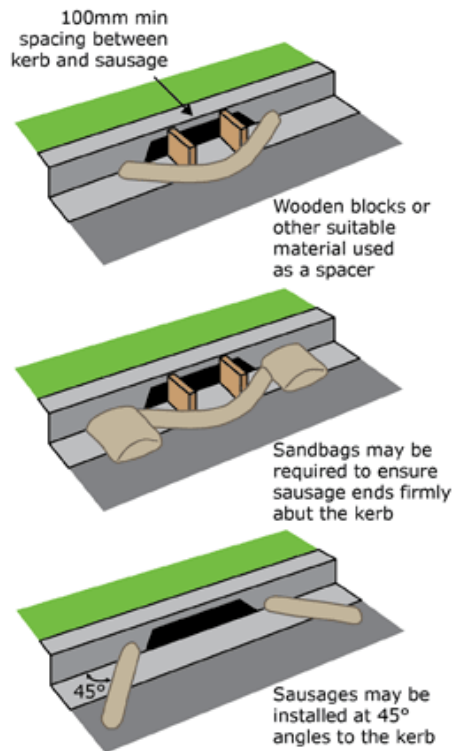 100mm min
spacing between
kerb and sausage
Wooden blocks or
other suitable
material used
as a spacer
Sandbags may be
required to ensure
sausage ends firmly
abut the kerb
45°
Sausages may be
installed at 45°
angles to the kerb